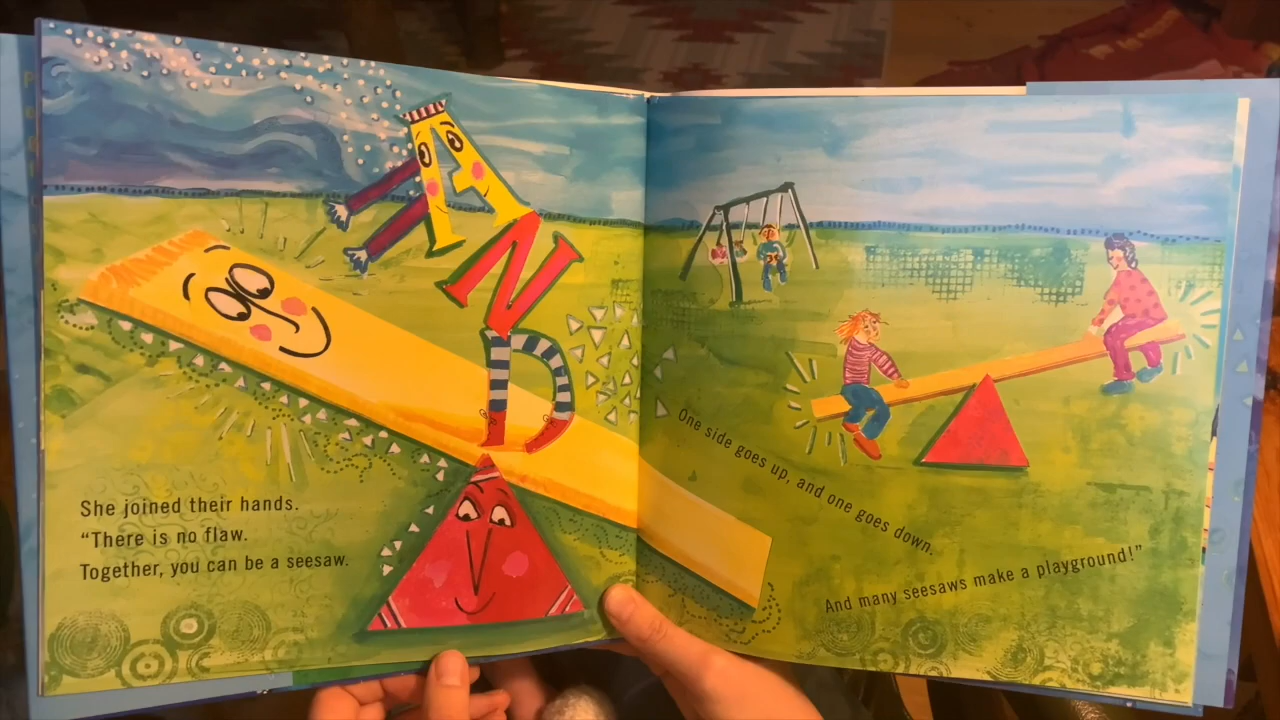 AND
She joined their hands.
“There is no flaw.
Together, you can be a seesaw.
One side goes up, and one goes down.
And many seesaws make a playground!”